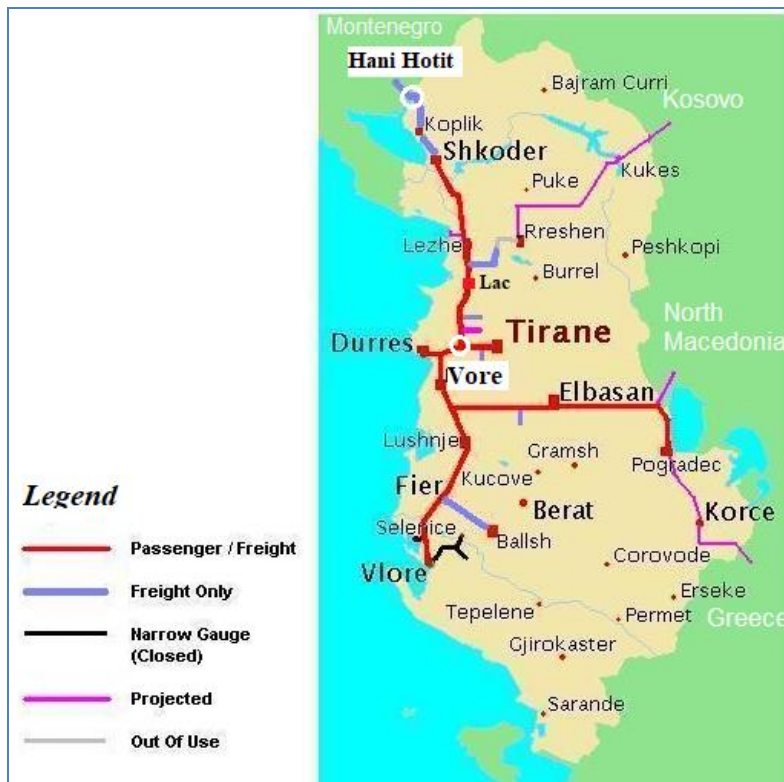 Montenegro
Hani Hotit
Bajram Curri
Kosovo
Koplik
Shkoder
Kukes
Puke
Lezhe
Rreshen
Peshkopi
Burrel
Lac
North
Macedonia
Tirane
Durres
Vore
Elbasan
Lushnje
Gramsh
Pogradec
Kucove
Fier
Berat
Korce
Selenice
Ballsh
Vlore
Corovode
Erseke
Tepelene
Permet
Greece
Gjirokaster
Sarande
Legend
Passenger / Freight
Freight Only
Narrow Gauge
(Closed)
Projected
Out Of Use